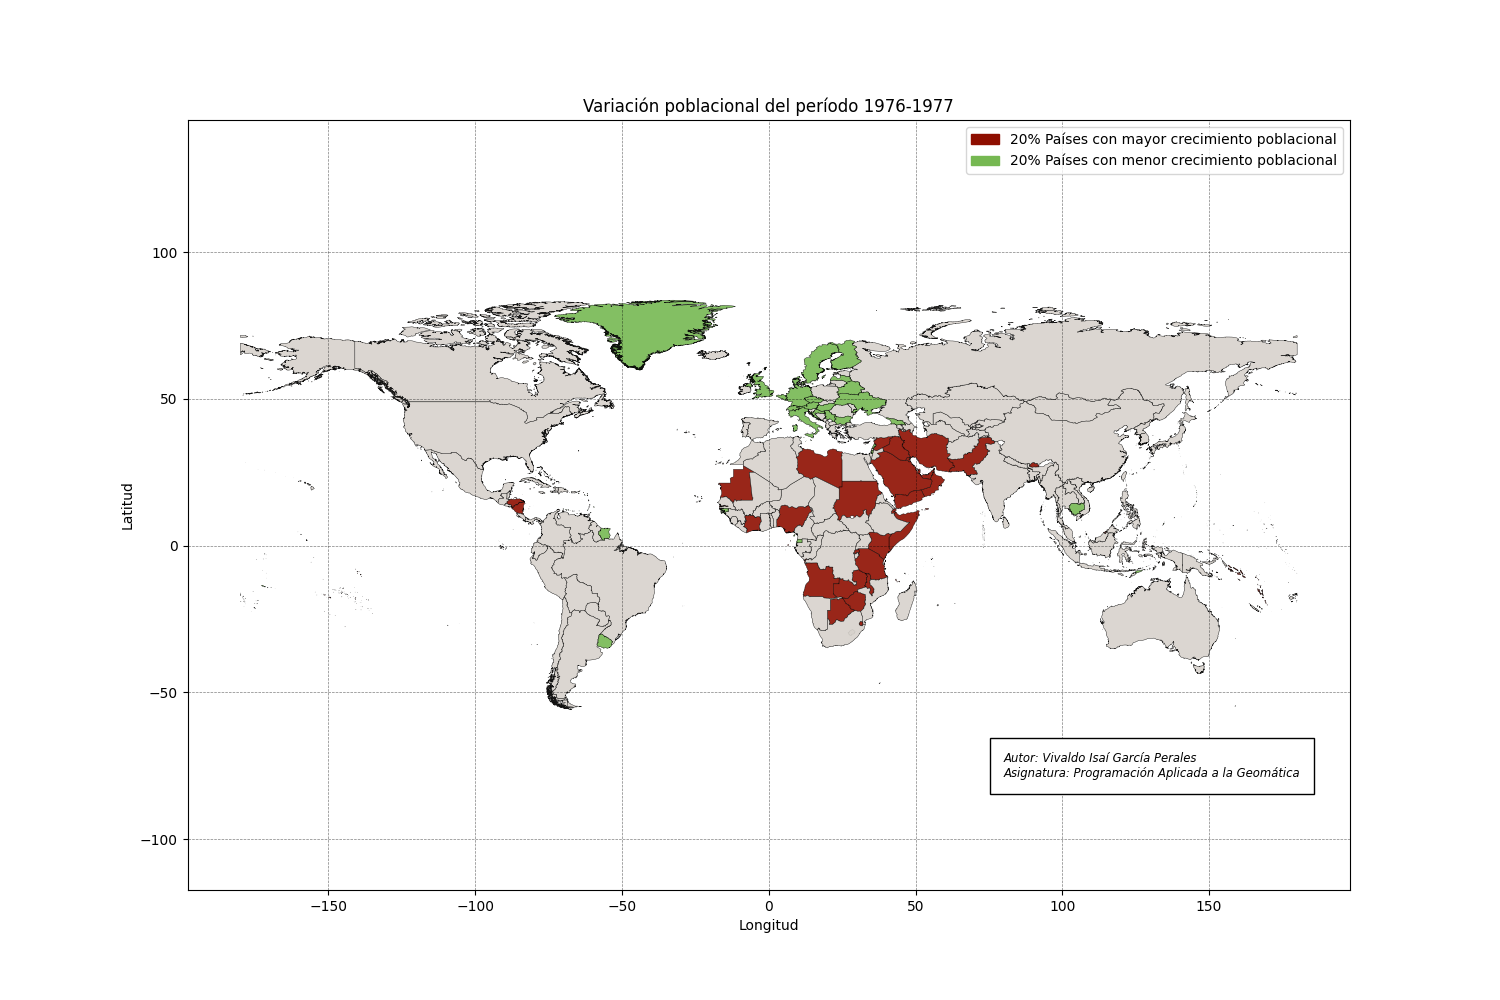 Variación poblacional del período 1976-1977
20% Países con mayor crecimiento poblacional
20% Países con menor crecimiento poblacional
100
50
0
−50
−100
Latitud
Autor: Vivaldo Isaí García Perales
Asignatura: Programación Aplicada a la Geomática
−150
−100
−50
0
50
100
150
Longitud